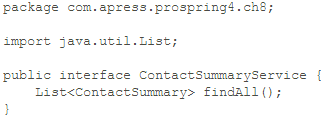 package com.apress.prospring4.ch8;
import java.util.List;
public interface ContactSummaryService {
    List<ContactSummary> findAll();
}